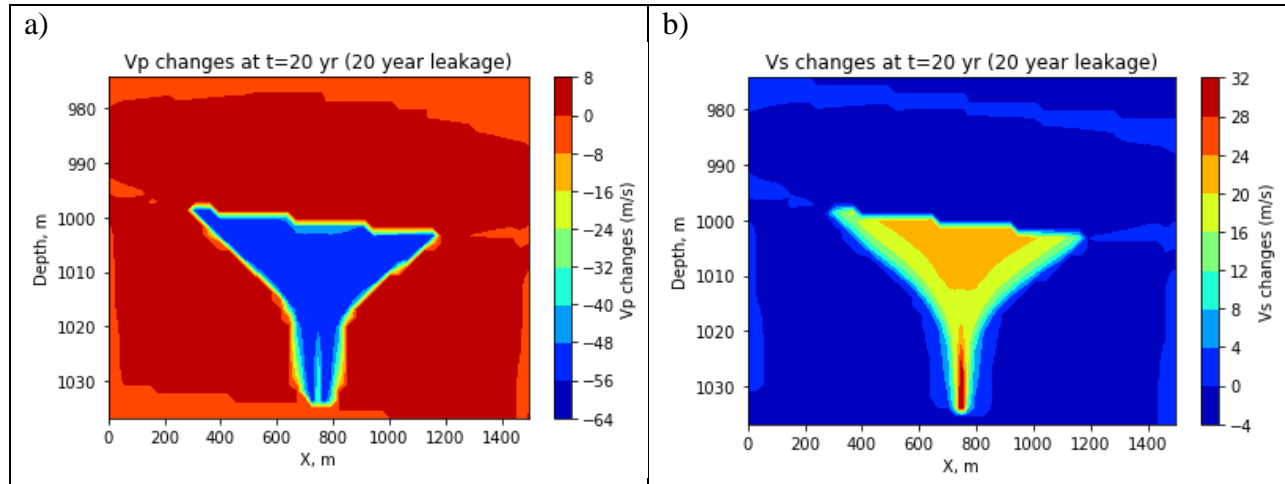 a)
Vp changes at t=20 yr (20 year leakage)
980
990
1000
1010
1020
1030
Depth, m
0 200 400 600 800 1000 1200 1400
X, m
8
0
−8
−16
−24
−32
−40
−48
−56
−64
Vp changes (m/s)
b)
Vs changes at t=20 yr (20 year leakage)
980
990
1000
1010
1020
1030
Depth, m
0 200 400 600 800 1000 1200 1400
X, m
32
28
24
20
16
12
8
4
0
−4
Vs changes (m/s)